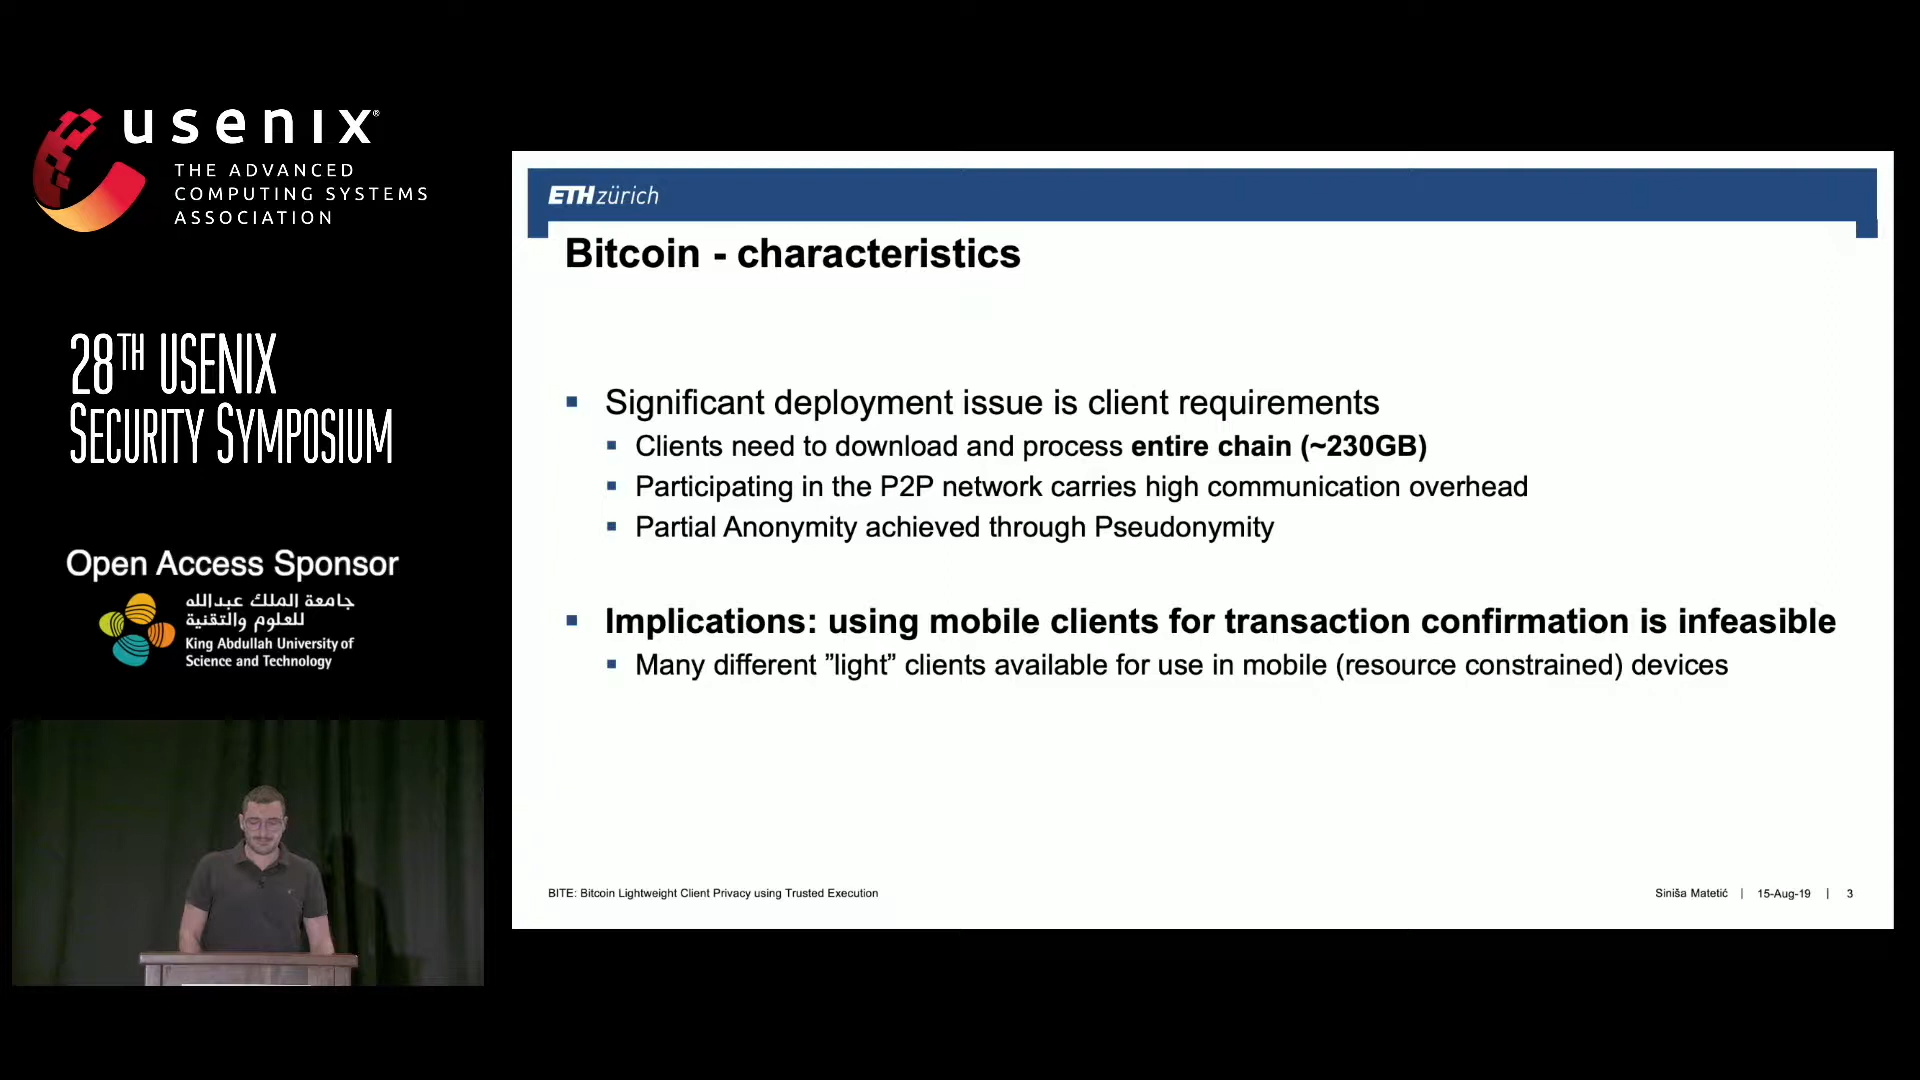 usenix®
THE ADVANCED
COMPUTING SYSTEMS
ASSOCIATION
28TH USENIX
SECURITY SYMPOSIUM
Open Access Sponsor
جامعة الملك عبدالله
للعلوم والتقنية
King Abdullah University of
Science and Technology
ETH zürich
Bitcoin - characteristics
▪ Significant deployment issue is client requirements
▪ Clients need to download and process entire chain (~230GB)
▪ Participating in the P2P network carries high communication overhead
▪ Partial Anonymity achieved through Pseudonymity
▪ Implications: using mobile clients for transaction confirmation is infeasible
▪ Many different ”light” clients available for use in mobile (resource constrained) devices
BITE: Bitcoin Lightweight Client Privacy using Trusted Execution
Siniša Matetić | 15-Aug-19 | 3